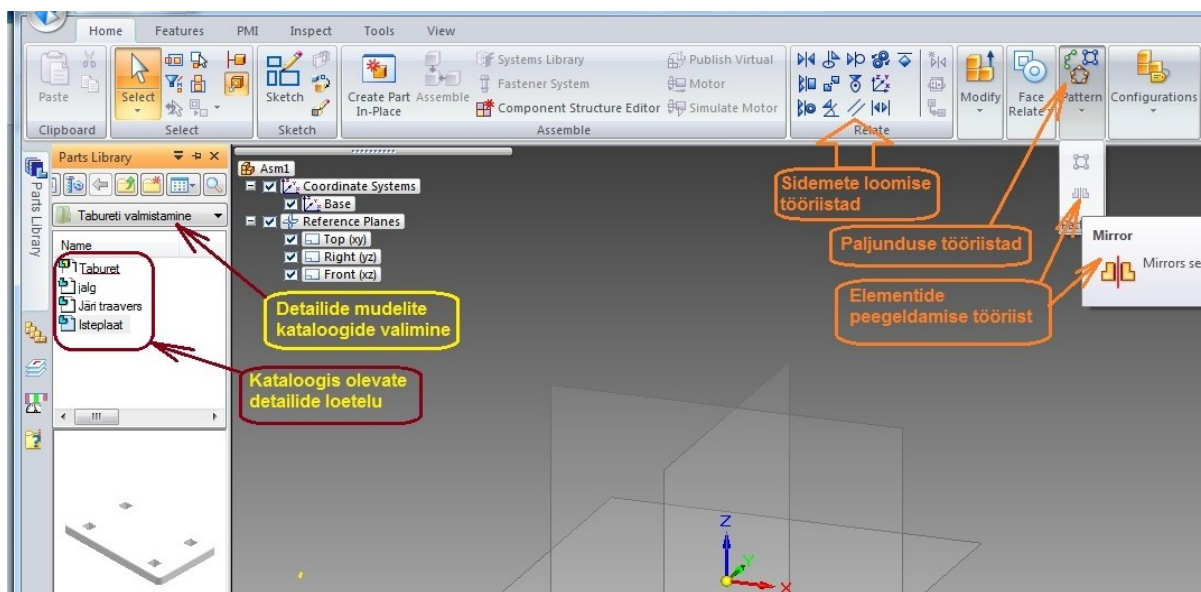 Home Features PMI Inspect Tools View
Paste
Select
Sketch
Create Part In-Place
Assemble
Systems Library
Fastener System
Component Structure Editor
Publish Virtual
Motor
Simulate Motor
Modify
Face Relate
Pattern
Configurations
Clipboard Select Sketch Assemble Relate
Parts Library
Parts Library
Tabureti valmistamine
Name
Taburet
jalg
Järi traavers
Isteplaat
Asm1
Coordinate Systems
Base
Reference Planes
Top (xy)
Right (yz)
Front (xz)
Sidemete loomise
tööriistad
Paljunduse tööriistad
Elementide
peegeldamise tööriist
Mirror
Mirrors se
Detailide mudelite
kataloogide valimine
Kataloogis olevate
detailide loetelu
Z
Y
X